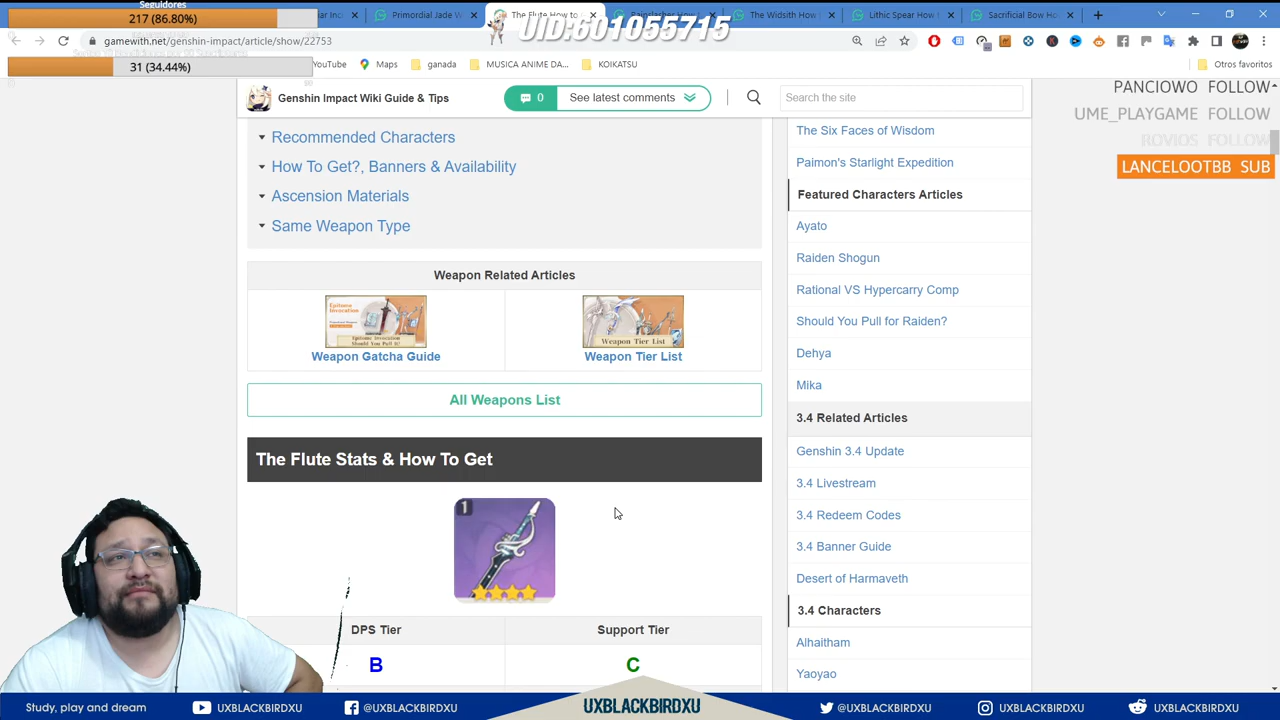 Seguidores
217 (86.80%)
31 (34.44%)
Primordial Jade
The Flute How to
The Widsith How
Lithic Spear How
Sacrificial Bow Ho
UID:601055715
gamewith.net/genshin-impact/article/show/22753
YouTube
Maps
ganada
MUSICA ANIME DA...
KOIKATSU
Otros favoritos
PANCIOWO FOLLOW
UME_PLAYGAME FOLLOW
ROVIOS FOLLOW
LANCELOOTBB SUB
Genshin Impact Wiki Guide & Tips
0
See latest comments
Search the site
Recommended Characters
How To Get?, Banners & Availability
Ascension Materials
Same Weapon Type
Weapon Related Articles
Weapon Gatcha Guide
Weapon Tier List
Weapon Tier List
All Weapons List
The Flute Stats & How To Get
1
DPS Tier
Support Tier
B
C
The Six Faces of Wisdom
Paimon's Starlight Expedition
Featured Characters Articles
Ayato
Raiden Shogun
Rational VS Hypercarry Comp
Should You Pull for Raiden?
Dehya
Mika
3.4 Related Articles
Genshin 3.4 Update
3.4 Livestream
3.4 Redeem Codes
3.4 Banner Guide
Desert of Harmaveth
3.4 Characters
Alhaitham
Yaoyao
Study, play and dream
UXBLACKBIRDXU
@UXBLACKBIRDXU
UXBLACKBIRDXU
@UXBLACKBIRDXU
UXBLACKBIRDXU
UXBLACKBIRDXU